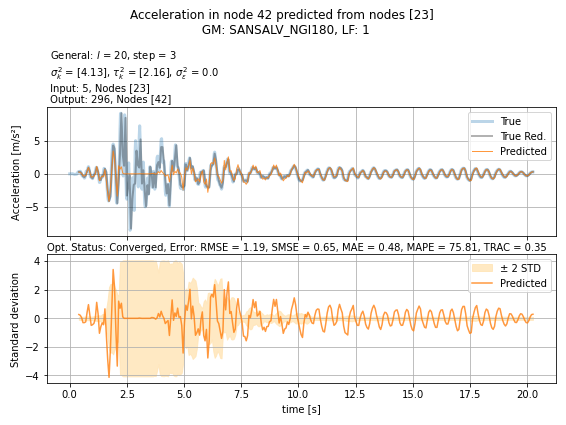 Acceleration in node 42 predicted from nodes [23]
GM: SANSALV_NGI180, LF: 1
General: l = 20, step = 3
σ²ₖ = [4.13], τ²ₖ = [2.16], σ²ε = 0.0
Input: 5, Nodes [23]
Output: 296, Nodes [42]
True
True Red.
Predicted
Acceleration [m/s²]
5
0
−5
Opt. Status: Converged, Error: RMSE = 1.19, SMSE = 0.65, MAE = 0.48, MAPE = 75.81, TRAC = 0.35
± 2 STD
Predicted
Standard deviation
4
2
0
−2
−4
0.0 2.5 5.0 7.5 10.0 12.5 15.0 17.5 20.0
time [s]